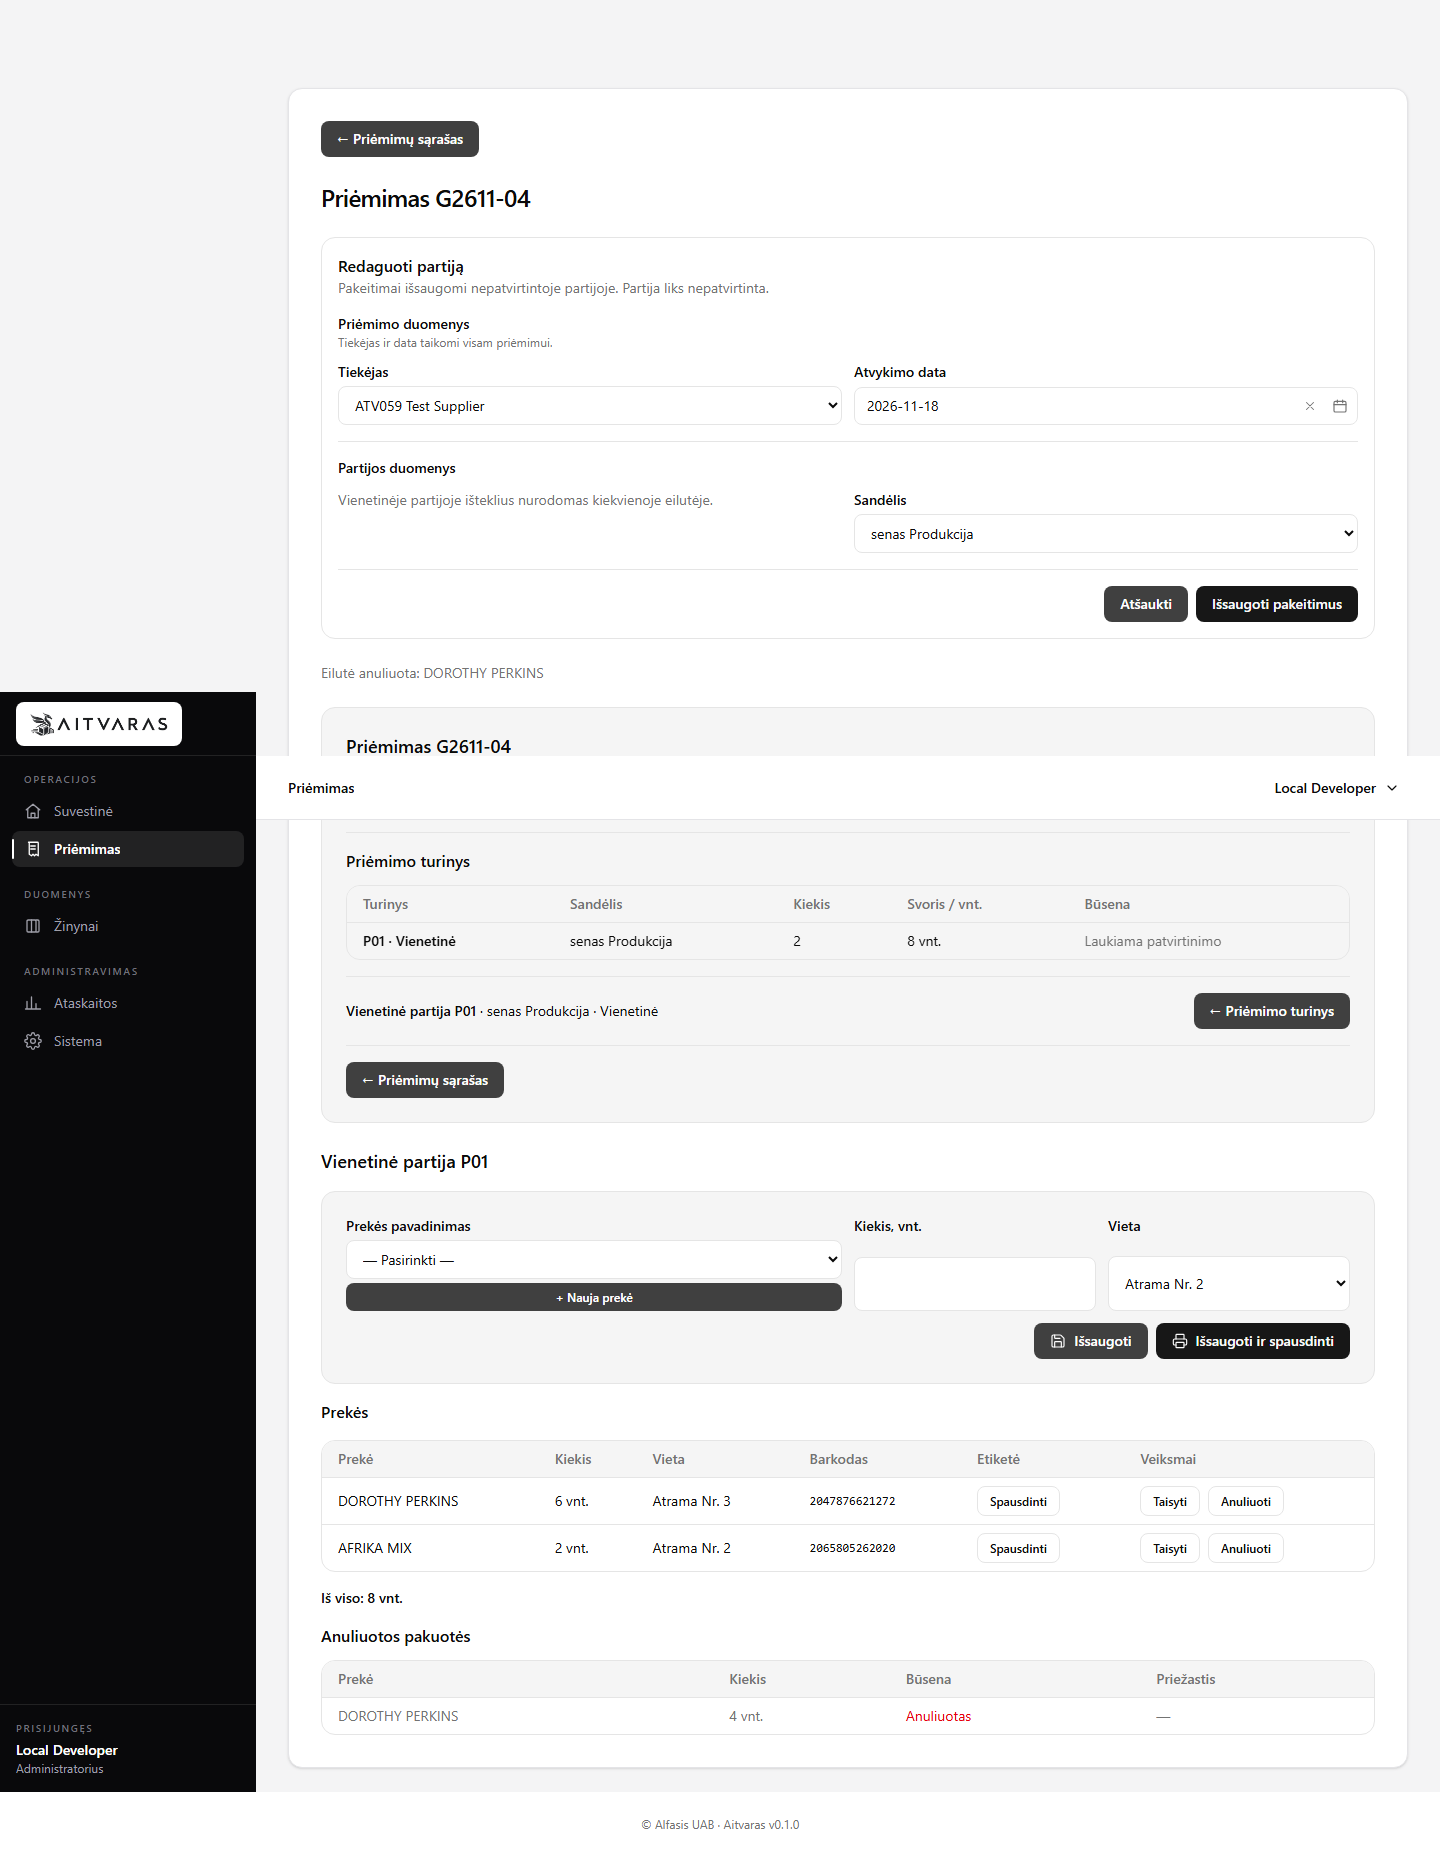 ← Priėmimų sąrašas
Priėmimas G2611-04
Redaguoti partiją
Pakeitimai išsaugomi nepatvirtintoje partijoje. Partija liks nepatvirtinta.
Priėmimo duomenys
Tiekėjas ir data taikomi visam priėmimui.
Tiekėjas Atvykimo data
ATV059 Test Supplier 2026-11-18
Partijos duomenys
Vienetinėje partijoje išteklius nurodomas kiekvienoje eilutėje. Sandėlis
senas Produkcija
Atšaukti Išsaugoti pakeitimus
Eilutė anuliuota: DOROTHY PERKINS
AITVARAS
OPERACIJOS
Suvestinė
Priėmimas
DUOMENYS
Žinynai
ADMINISTRAVIMAS
Ataskaitos
Sistema
Priėmimas G2611-04
Priėmimas Local Developer
Priėmimo turinys
Turinys Sandėlis Kiekis Svoris / vnt. Būsena
P01 · Vienetinė senas Produkcija 2 8 vnt. Laukiama patvirtinimo
Vienetinė partija P01 · senas Produkcija · Vienetinė ← Priėmimo turinys
← Priėmimų sąrašas
Vienetinė partija P01
Prekės pavadinimas Kiekis, vnt. Vieta
— Pasirinkti — Atrama Nr. 2
+ Nauja prekė
Išsaugoti Išsaugoti ir spausdinti
Prekės
Prekė Kiekis Vieta Barkodas Etiketė Veiksmai
DOROTHY PERKINS 6 vnt. Atrama Nr. 3 2047876621272 Spausdinti Taisyti Anuliuoti
AFRIKA MIX 2 vnt. Atrama Nr. 2 2065805262020 Spausdinti Taisyti Anuliuoti
Iš viso: 8 vnt.
Anuliuotos pakuotės
Prekė Kiekis Būsena Priežastis
DOROTHY PERKINS 4 vnt. Anuliuotas —
PRISIJUNGĘS
Local Developer
Administratorius
© Alfasis UAB · Aitvaras v0.1.0